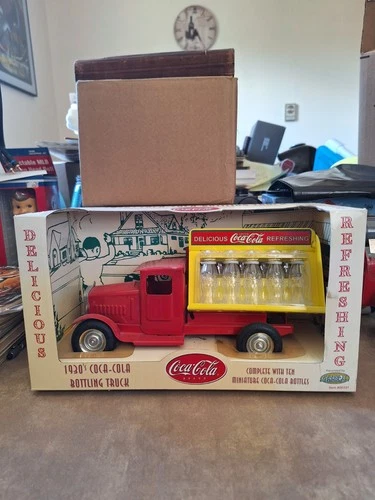 DELICIOUS Coca-Cola REFRESHING
DELICIOUS
REFRESHING
1930's COCA-COLA
BOTTLING TRUCK
Coca-Cola
BRAND
COMPLETE WITH TEN
MINIATURE COCA-COLA BOTTLES